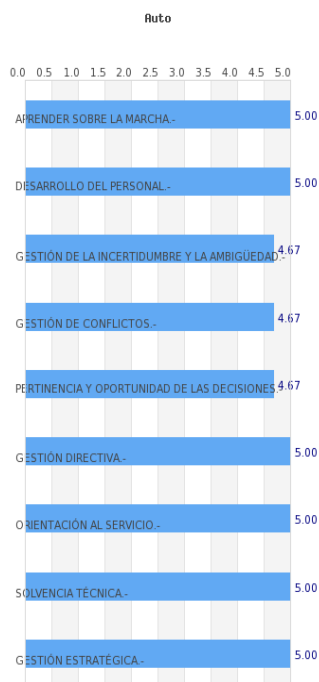 Auto
0.0 0.5 1.0 1.5 2.0 2.5 3.0 3.5 4.0 4.5 5.0
APRENDER SOBRE LA MARCHA.- 5.00
DESARROLLO DEL PERSONAL.- 5.00
GESTIÓN DE LA INCERTIDUMBRE Y LA AMBIGÜEDAD.- 4.67
GESTIÓN DE CONFLICTOS.- 4.67
PERTINENCIA Y OPORTUNIDAD DE LAS DECISIONES.- 4.67
GESTIÓN DIRECTIVA.- 5.00
ORIENTACIÓN AL SERVICIO.- 5.00
SOLVENCIA TÉCNICA.- 5.00
GESTIÓN ESTRATÉGICA.- 5.00